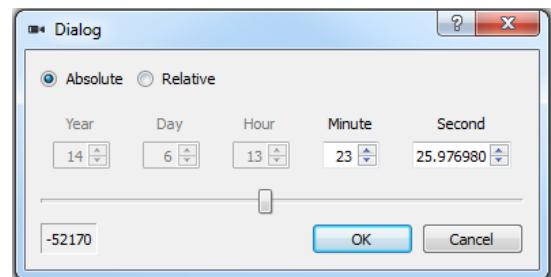 Dialog
?
Absolute Relative
Year Day Hour Minute Second
14 6 13 23 25.976980
-52170 OK Cancel